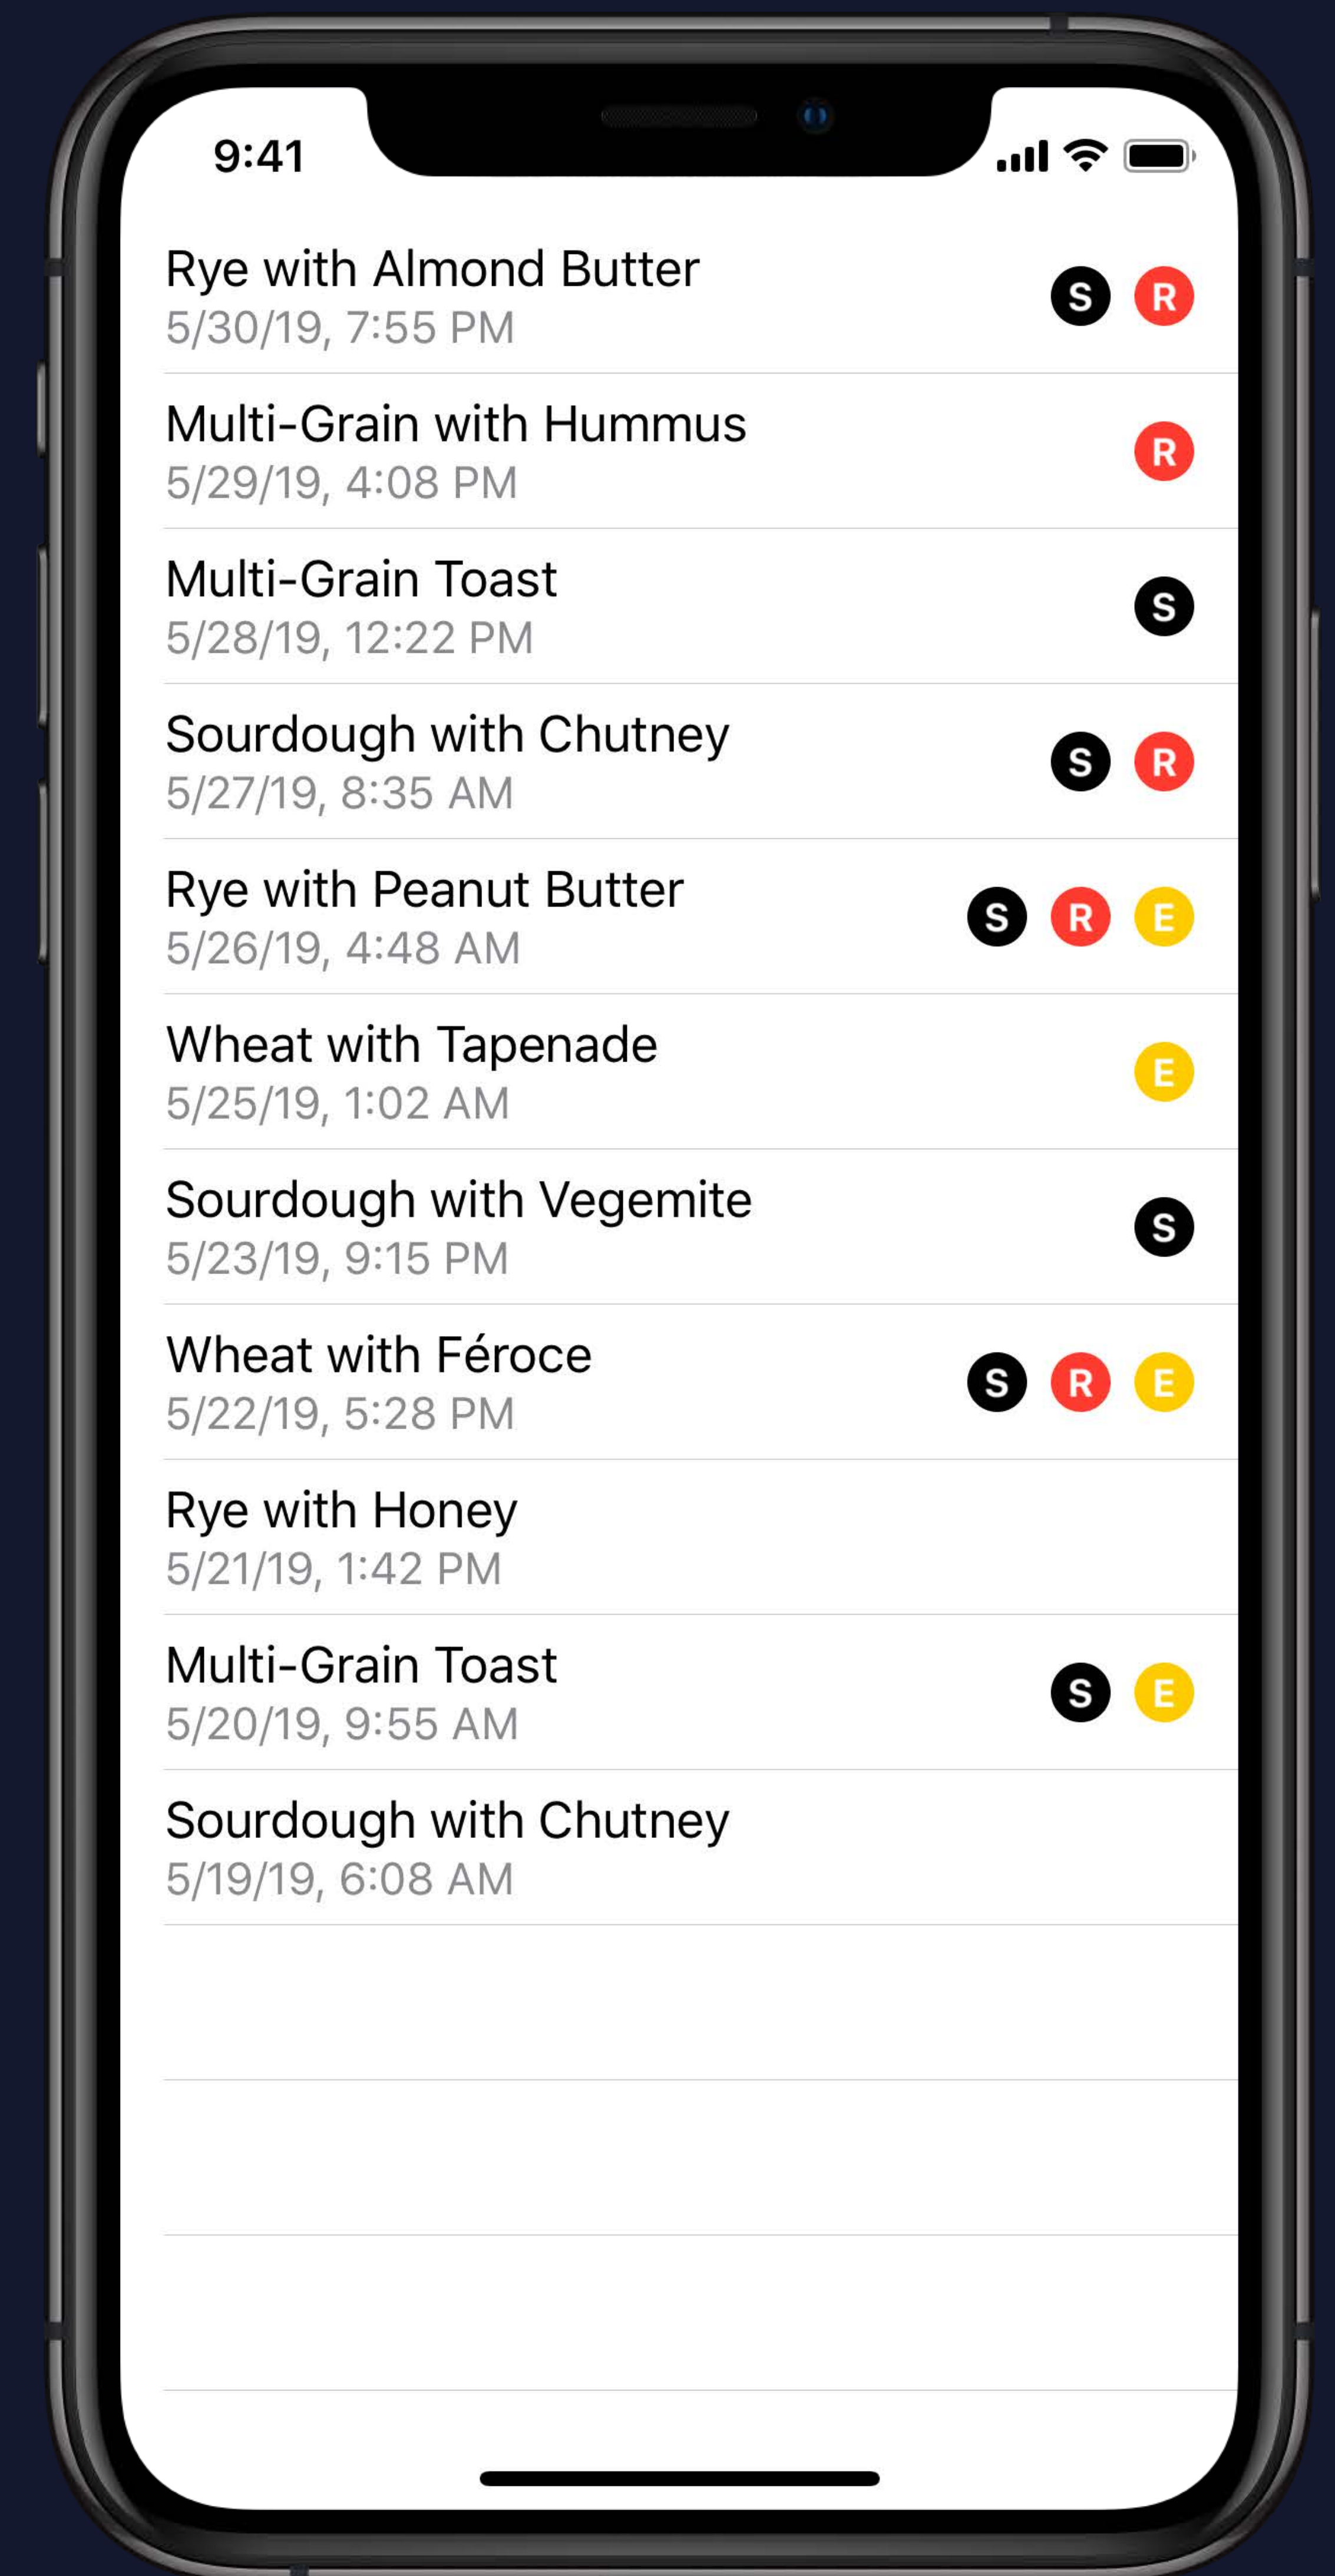 9:41
Rye with Almond Butter
5/30/19, 7:55 PM
S R
Multi-Grain with Hummus
5/29/19, 4:08 PM
R
Multi-Grain Toast
5/28/19, 12:22 PM
S
Sourdough with Chutney
5/27/19, 8:35 AM
S R
Rye with Peanut Butter
5/26/19, 4:48 AM
S R E
Wheat with Tapenade
5/25/19, 1:02 AM
E
Sourdough with Vegemite
5/23/19, 9:15 PM
S
Wheat with Féroce
5/22/19, 5:28 PM
S R E
Rye with Honey
5/21/19, 1:42 PM
Multi-Grain Toast
5/20/19, 9:55 AM
S E
Sourdough with Chutney
5/19/19, 6:08 AM